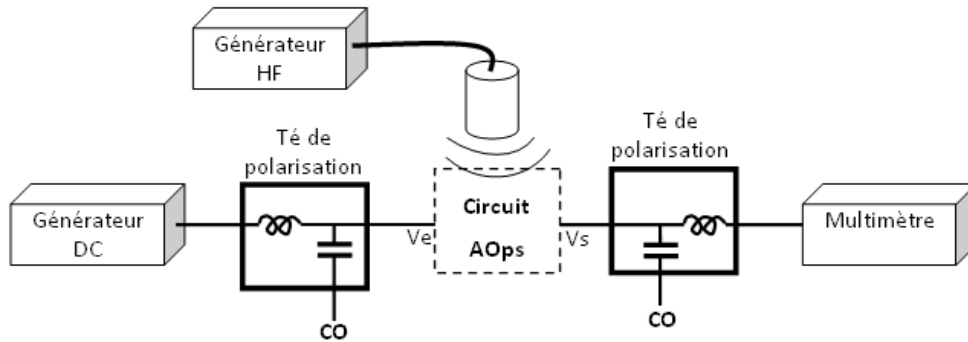 Générateur
HF
Té de
polarisation
Té de
polarisation
Générateur
DC
Ve
Circuit
AOps
Vs
Multimètre
CO
CO